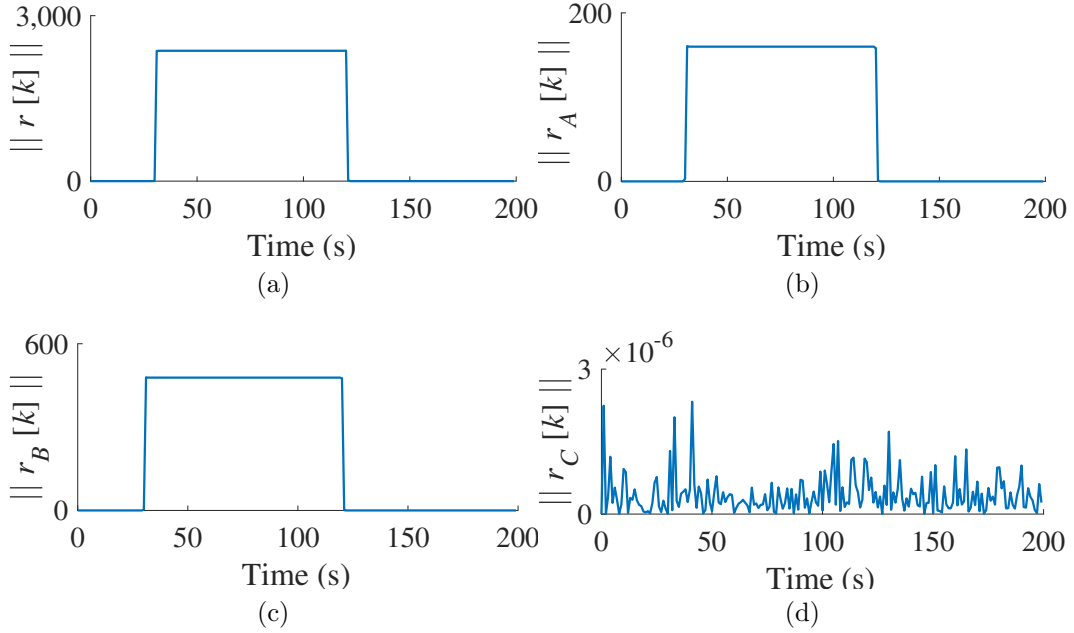 3,000
0
|| r [k] ||
0 50 100 150 200
Time (s)
(a)
200
0
|| r_A [k] ||
0 50 100 150 200
Time (s)
(b)
600
0
|| r_B [k] ||
0 50 100 150 200
Time (s)
(c)
×10^-6
3
0
|| r_C [k] ||
0 50 100 150 200
Time (s)
(d)